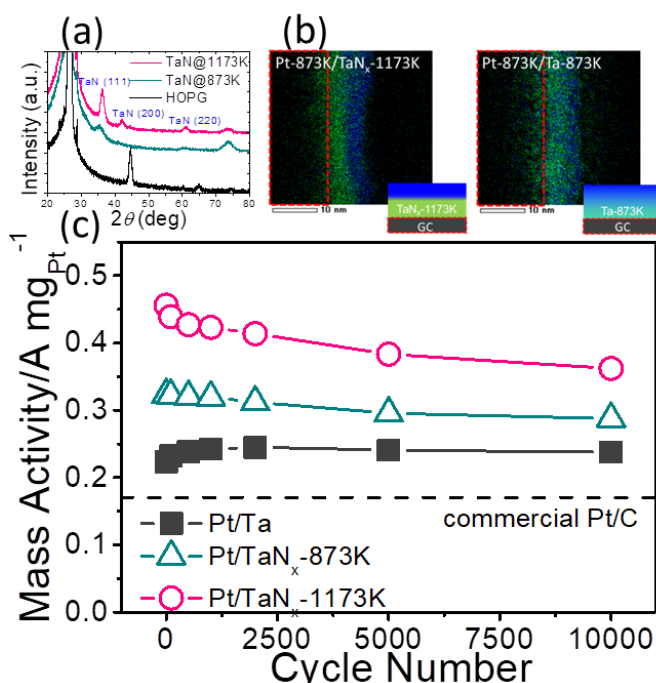 (a)
TaN@1173K
TaN@873K
HOPG
TaN (111)
TaN (200)
TaN (220)
Intensity (a.u.)
20 30 40 50 60 70 80
2θ (deg)
(b)
Pt-873K/TaNx-1173K
10 nm
TaNx-1173K
GC
Pt-873K/Ta-873K
10 nm
Ta-873K
GC
(c)
Mass Activity/A mgPt-1
0.5
0.4
0.3
0.2
0.1
0.0
commercial Pt/C
Pt/Ta
Pt/TaNx-873K
Pt/TaNx-1173K
0 2500 5000 7500 10000
Cycle Number